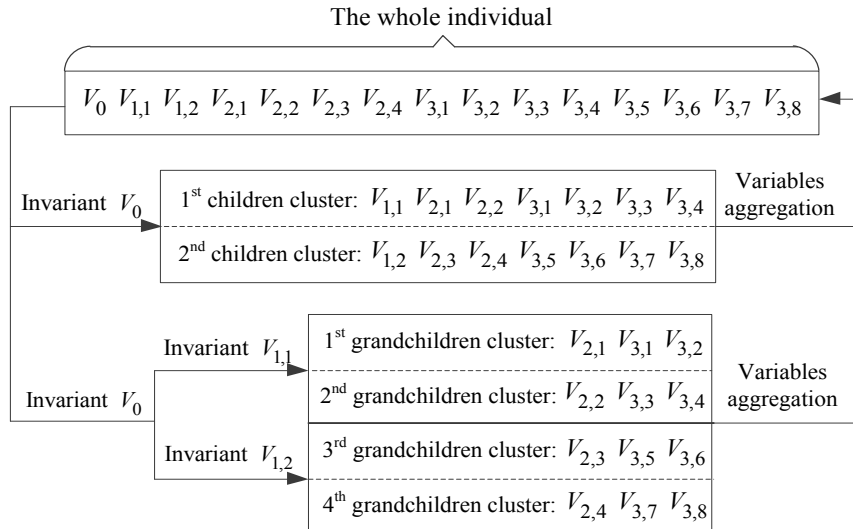 The whole individual
V0 V1,1 V1,2 V2,1 V2,2 V2,3 V2,4 V3,1 V3,2 V3,3 V3,4 V3,5 V3,6 V3,7 V3,8
Invariant V0
1st children cluster: V1,1 V2,1 V2,2 V3,1 V3,2 V3,3 V3,4
2nd children cluster: V1,2 V2,3 V2,4 V3,5 V3,6 V3,7 V3,8
Variables
aggregation
Invariant V0
Invariant V1,1
Invariant V1,2
1st grandchildren cluster: V2,1 V3,1 V3,2
2nd grandchildren cluster: V2,2 V3,3 V3,4
3rd grandchildren cluster: V2,3 V3,5 V3,6
4th grandchildren cluster: V2,4 V3,7 V3,8
Variables
aggregation